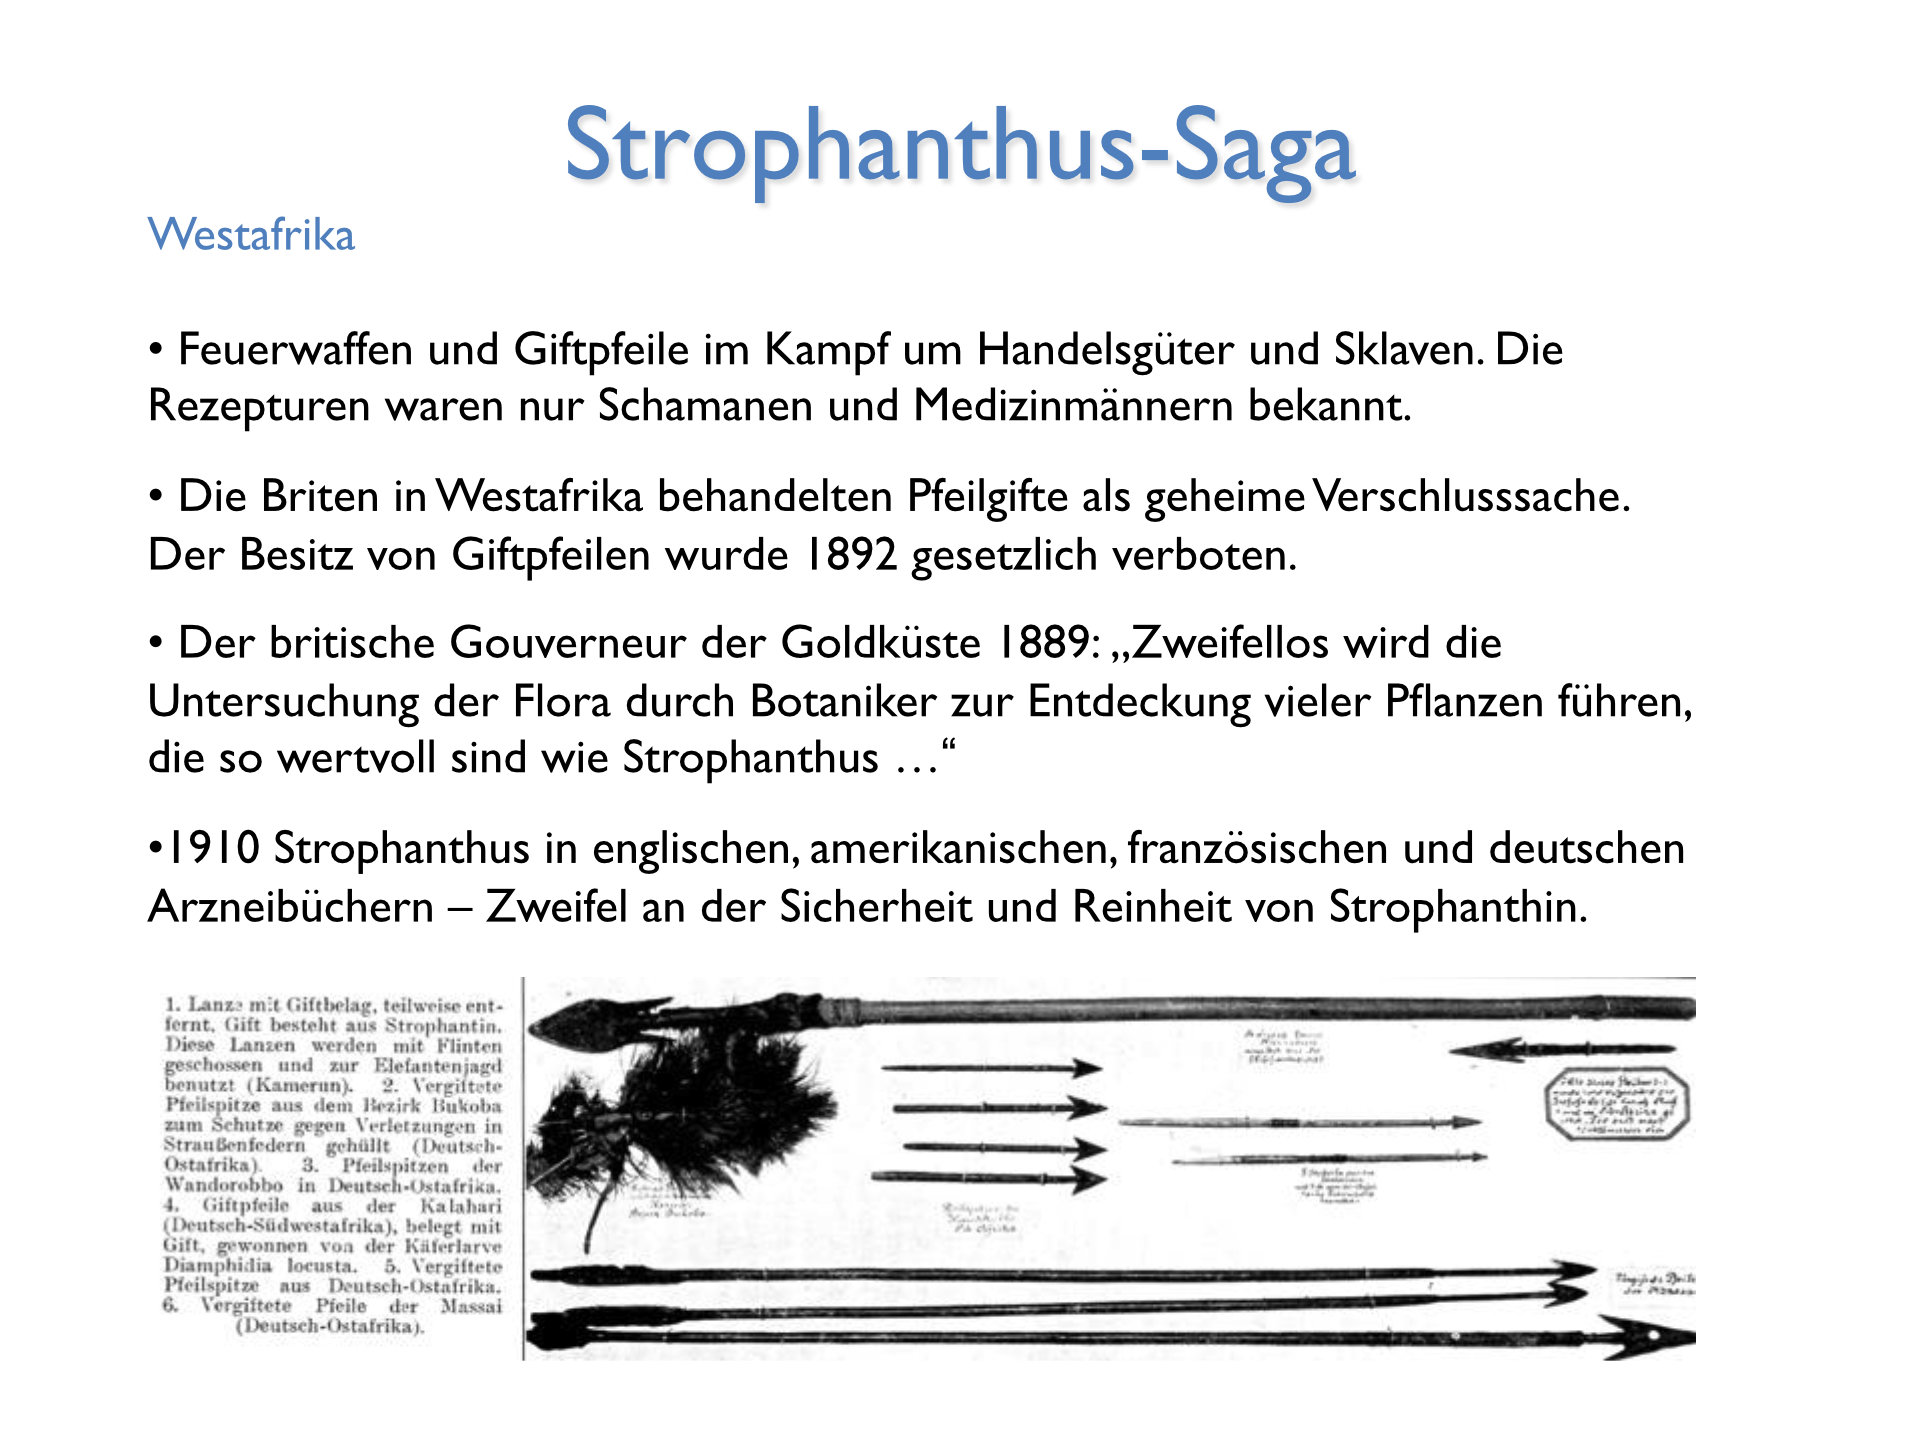 Strophanthus-Saga
Westafrika
• Feuerwaffen und Giftpfeile im Kampf um Handelsgüter und Sklaven. Die
Rezepturen waren nur Schamanen und Medizinmännern bekannt.
• Die Briten in Westafrika behandelten Pfeilgifte als geheime Verschlusssache.
Der Besitz von Giftpfeilen wurde 1892 gesetzlich verboten.
• Der britische Gouverneur der Goldküste 1889: „Zweifellos wird die
Untersuchung der Flora durch Botaniker zur Entdeckung vieler Pflanzen führen,
die so wertvoll sind wie Strophanthus …“
•1910 Strophanthus in englischen, amerikanischen, französischen und deutschen
Arzneibüchern – Zweifel an der Sicherheit und Reinheit von Strophanthin.
1. Lanze mit Giftbelag, teilweise ent-
fernt, Gift besteht aus Strophantin.
Diese Lanzen werden mit Flinten
geschossen und zur Elefantenjagd
benutzt (Kamerun). 2. Vergiftete
Pfeilspitze aus dem Bezirk Bukoba
zum Schutze gegen Verletzungen in
Straußenfedern gehüllt (Deutsch-
Ostafrika). 3. Pfeilspitzen der
Wandorobbo in Deutsch-Ostafrika.
4. Giftpfeile aus der Kalahari
(Deutsch-Südwestafrika), belegt mit
Gift, gewonnen von der Käferlarve
Diamphidia locusta. 5. Vergiftete
Pfeilspitze aus Deutsch-Ostafrika.
6. Vergiftete Pfeile der Massai
(Deutsch-Ostafrika).